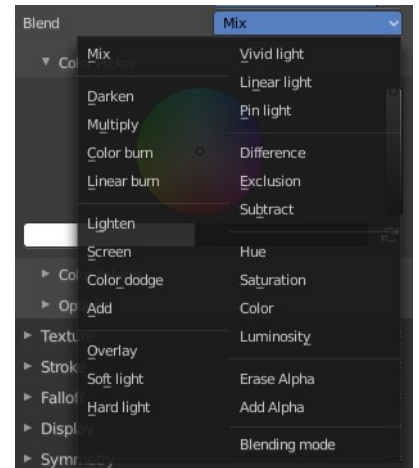 Blend Mix
Mix
Darken
Multiply
Color burn
Linear burn
Lighten
Screen
Color dodge
Add
Overlay
Soft light
Hard light
Vivid light
Linear light
Pin light
Difference
Exclusion
Subtract
Hue
Saturation
Color
Luminosity
Erase Alpha
Add Alpha
Blending mode